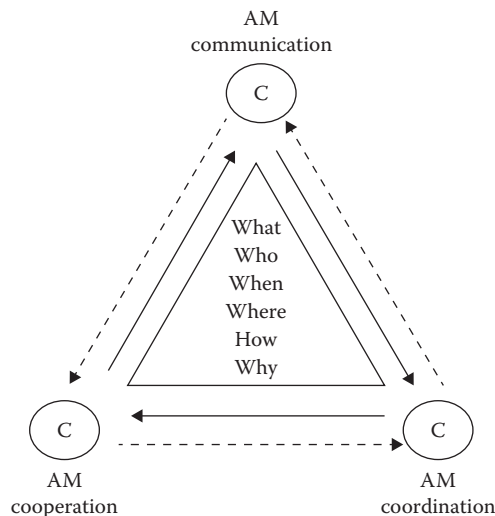 AM
communication
C
What
Who
When
Where
How
Why
C
C
AM
cooperation
AM
coordination